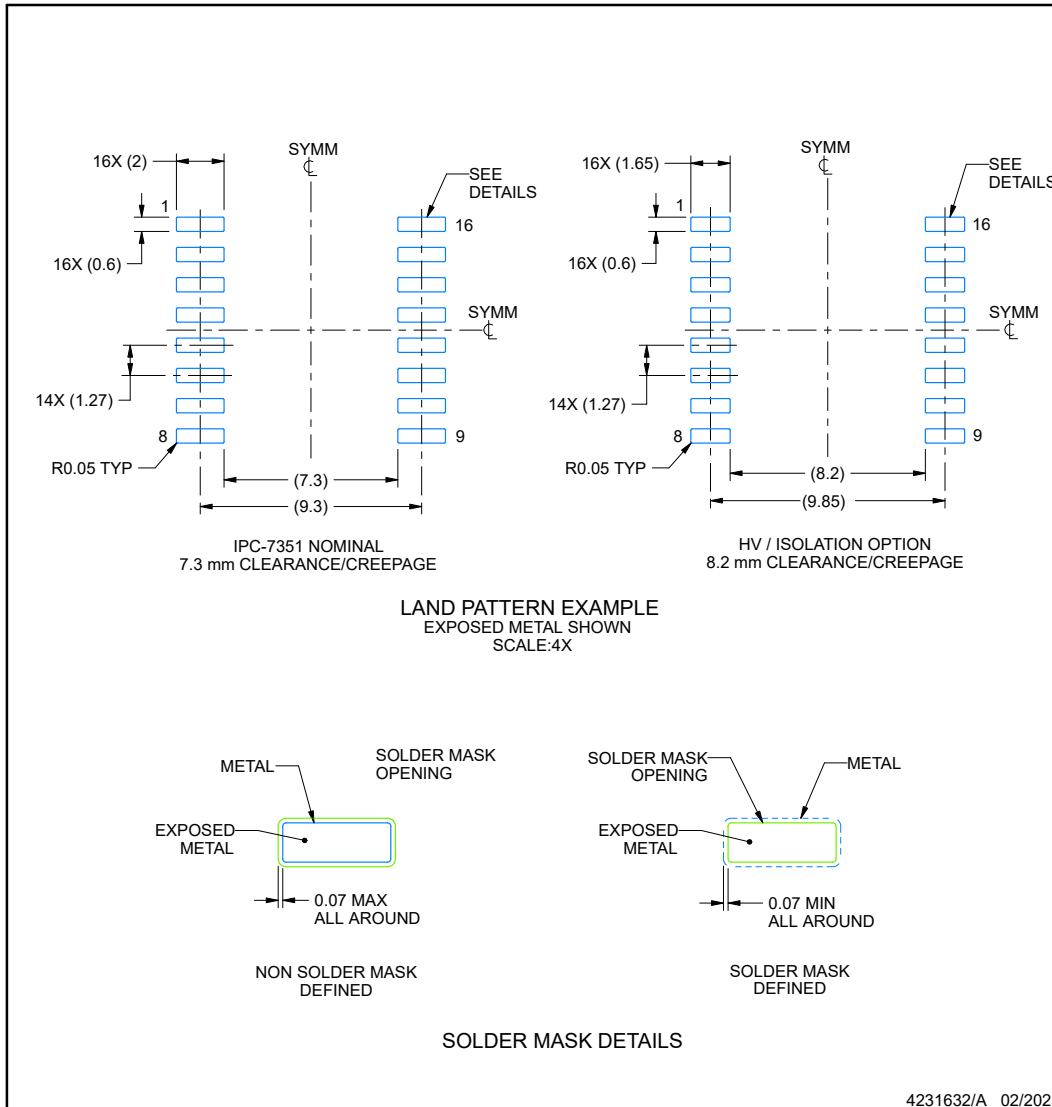 16X (2)
SYMM
SEE
DETAILS
1
16
16X (0.6)
SYMM
14X (1.27)
8
9
R0.05 TYP
(7.3)
(9.3)
IPC-7351 NOMINAL
7.3 mm CLEARANCE/CREEPAGE
16X (1.65)
SYMM
SEE
DETAILS
1
16
16X (0.6)
SYMM
14X (1.27)
8
9
R0.05 TYP
(8.2)
(9.85)
HV / ISOLATION OPTION
8.2 mm CLEARANCE/CREEPAGE
LAND PATTERN EXAMPLE
EXPOSED METAL SHOWN
SCALE:4X
METAL
SOLDER MASK
OPENING
EXPOSED
METAL
0.07 MAX
ALL AROUND
NON SOLDER MASK
DEFINED
SOLDER MASK
OPENING
METAL
EXPOSED
METAL
0.07 MIN
ALL AROUND
SOLDER MASK
DEFINED
SOLDER MASK DETAILS
4231632/A 02/202